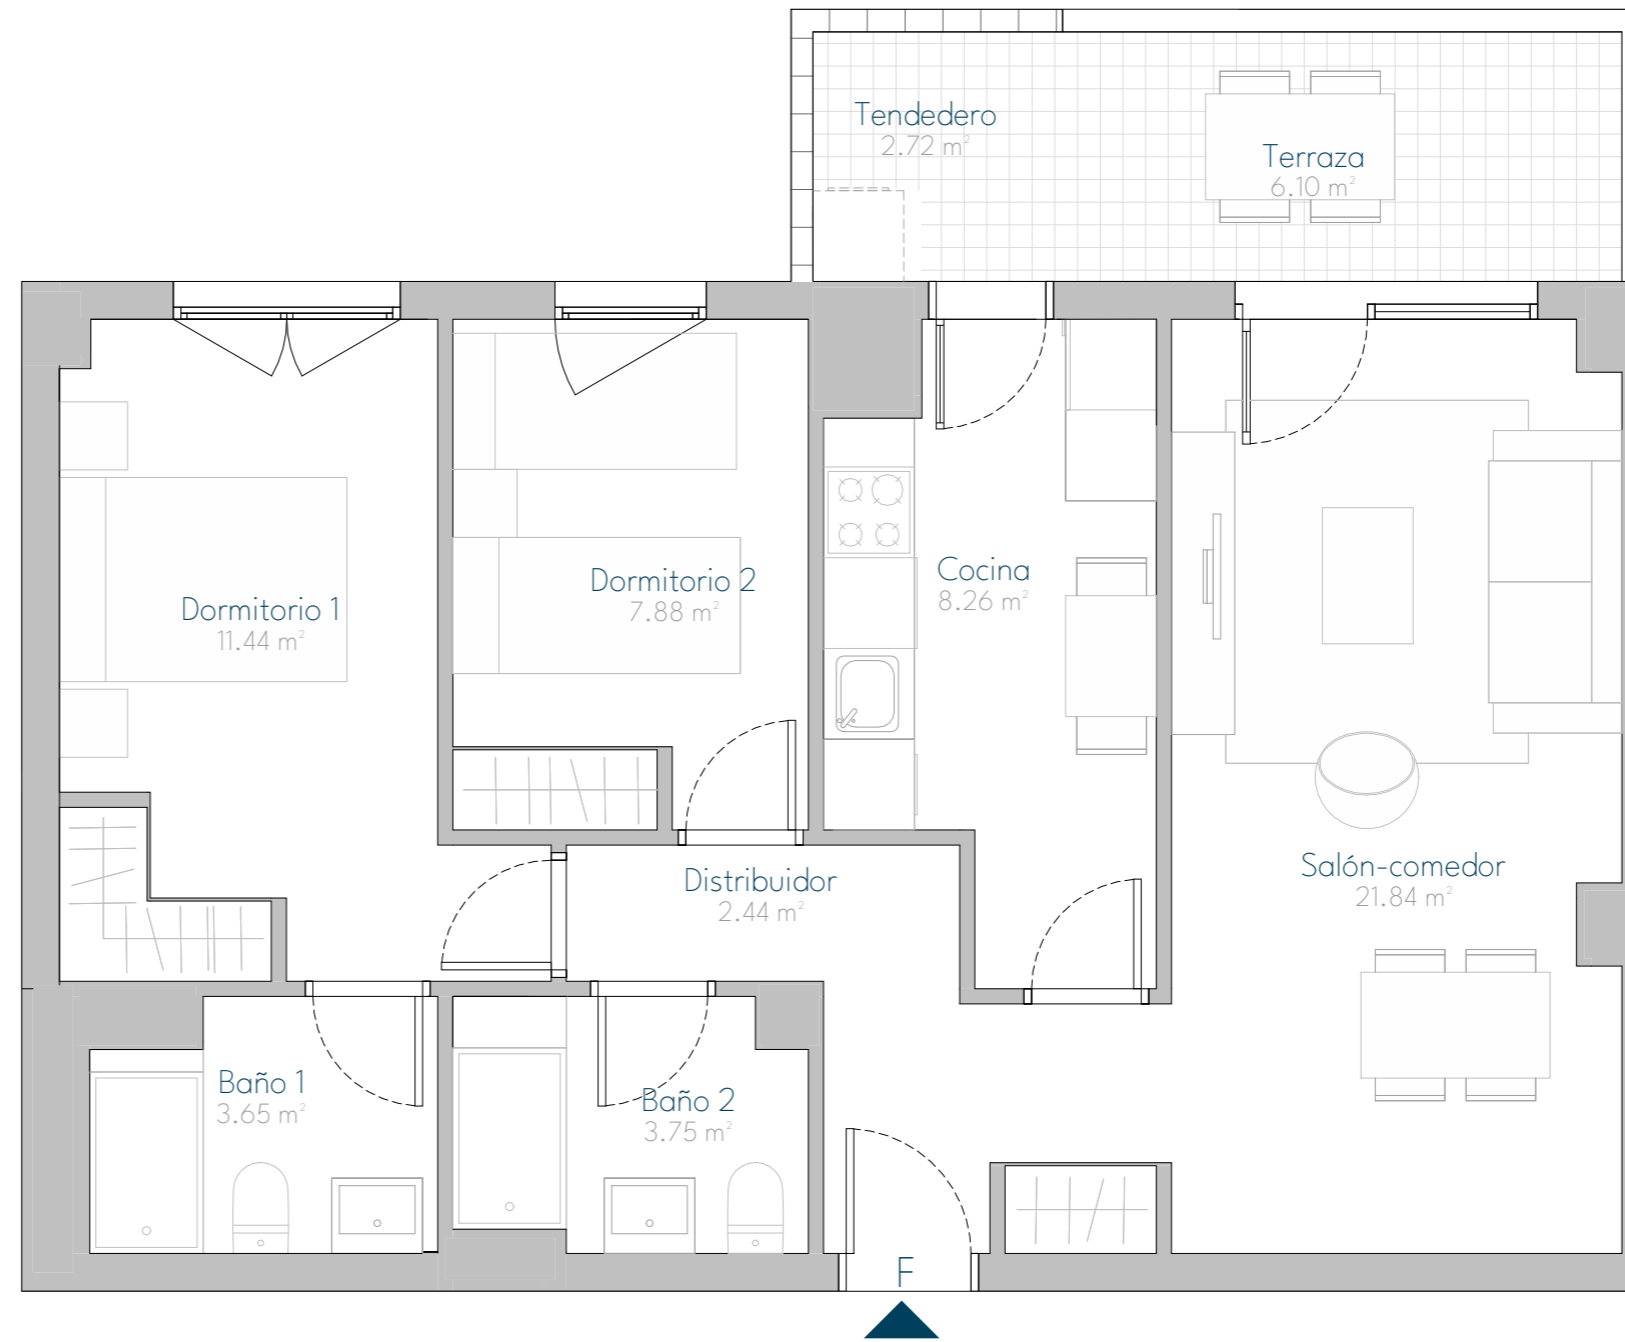 Tendedero
2.72 m²
Terraza
6.10 m²
Dormitorio 1
11.44 m²
Dormitorio 2
7.88 m²
Cocina
8.26 m²
Salón-comedor
21.84 m²
Distribuidor
2.44 m²
Baño 1
3.65 m²
Baño 2
3.75 m²
F